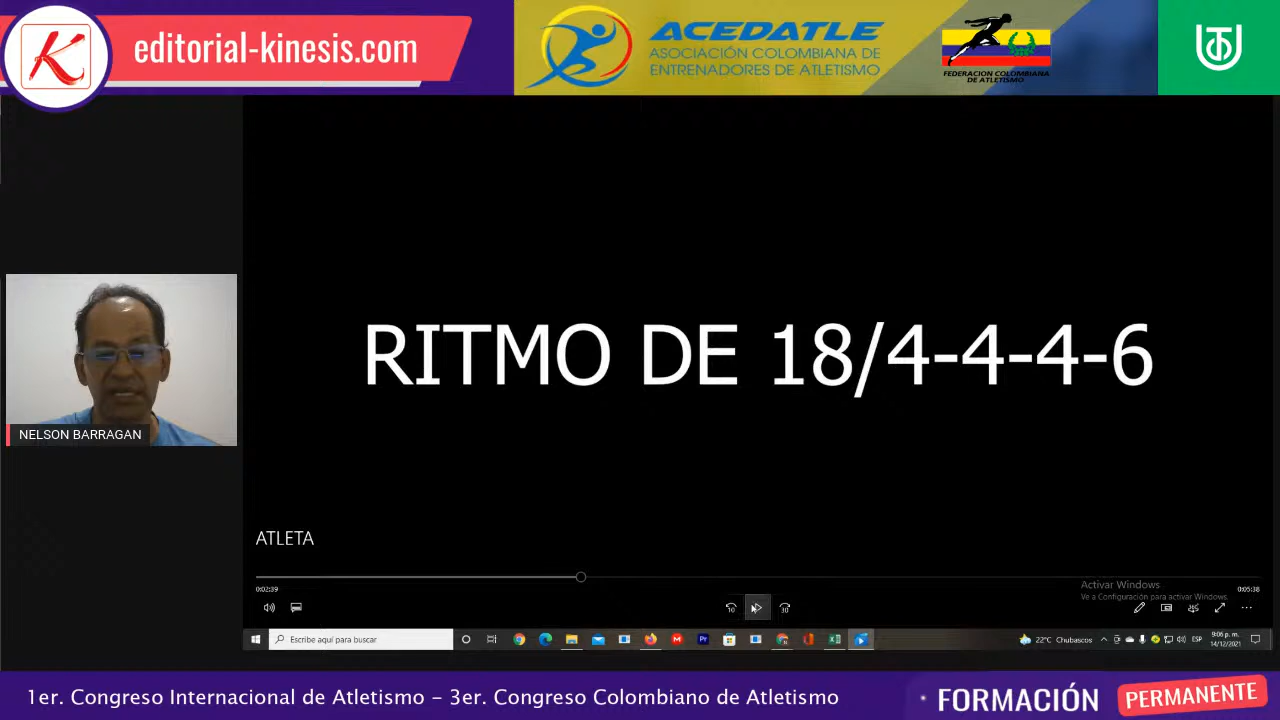 K
editorial-kinesis.com
ACEDATLE
ASOCIACIÓN COLOMBIANA DE
ENTRENADORES DE ATLETISMO
FEDERACION COLOMBIANA
DE ATLETISMO
RITMO DE 18/4-4-4-6
NELSON BARRAGAN
ATLETA
0:02:39
0:05:38
Activar Windows
Ve a Configuración para activar Windows.
10
30
Escribe aquí para buscar
22°C Chubascos
ESP
9:06 p. m.
14/12/2021
1er. Congreso Internacional de Atletismo - 3er. Congreso Colombiano de Atletismo
FORMACIÓN
PERMANENTE